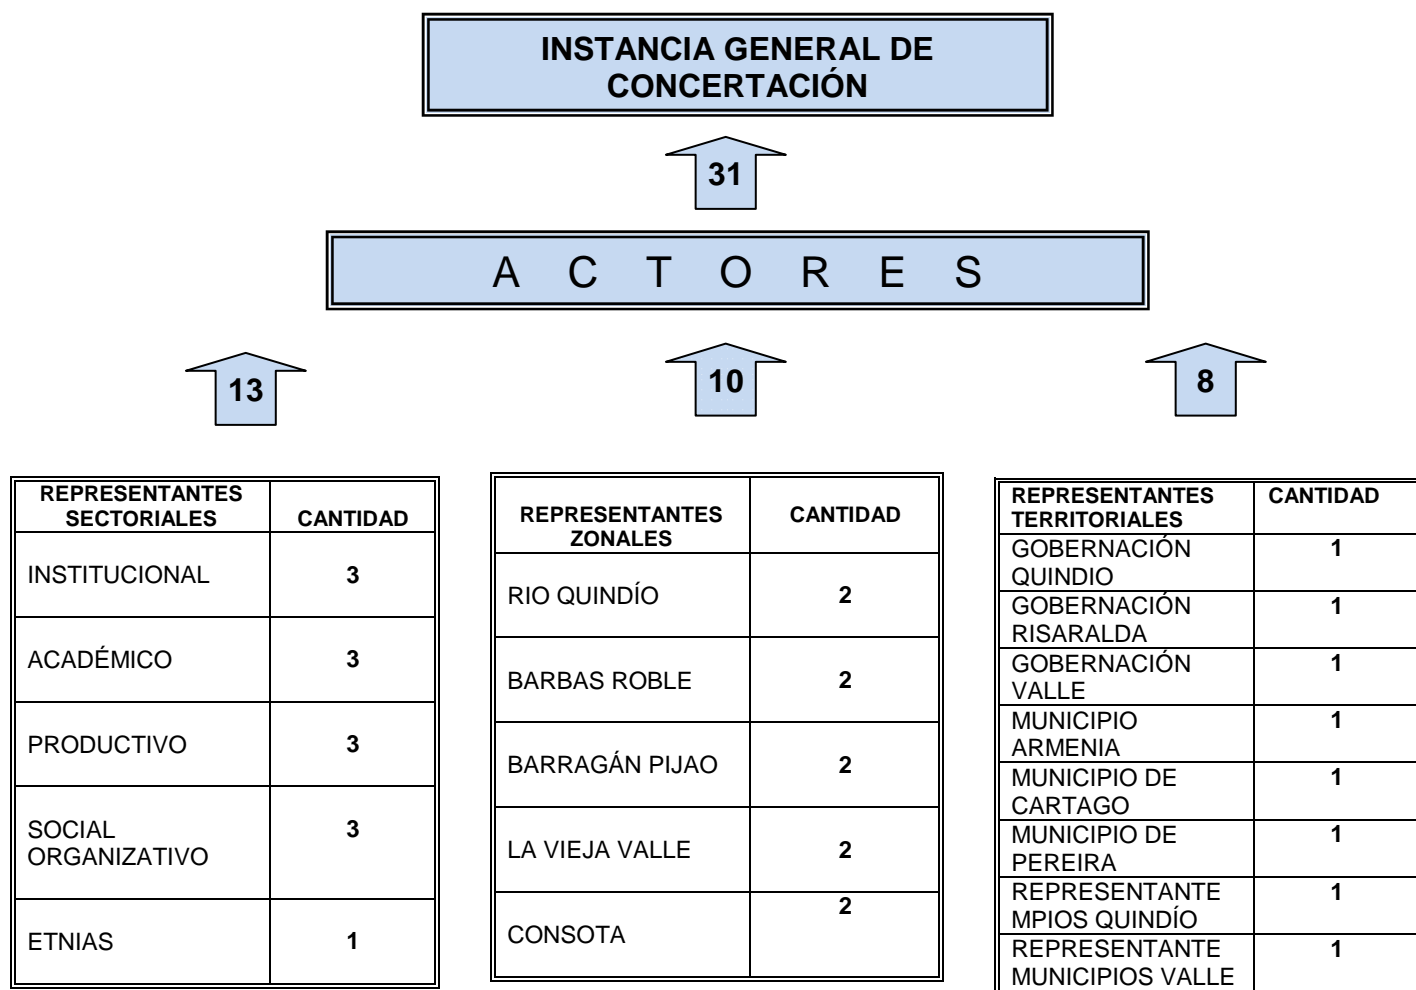 INSTANCIA GENERAL DE
CONCERTACIÓN
31
A C T O R E S
13
10
8
REPRESENTANTES
SECTORIALES
CANTIDAD
INSTITUCIONAL
3
ACADÉMICO
3
PRODUCTIVO
3
SOCIAL
ORGANIZATIVO
3
ETNIAS
1
REPRESENTANTES
ZONALES
CANTIDAD
RIO QUINDÍO
2
BARBAS ROBLE
2
BARRAGÁN PIJAO
2
LA VIEJA VALLE
2
CONSOTA
2
REPRESENTANTES
TERRITORIALES
CANTIDAD
GOBERNACIÓN
QUINDIO
1
GOBERNACIÓN
RISARALDA
1
GOBERNACIÓN
VALLE
1
MUNICIPIO
ARMENIA
1
MUNICIPIO DE
CARTAGO
1
MUNICIPIO DE
PEREIRA
1
REPRESENTANTE
MPIOS QUINDÍO
1
REPRESENTANTE
MUNICIPIOS VALLE
1